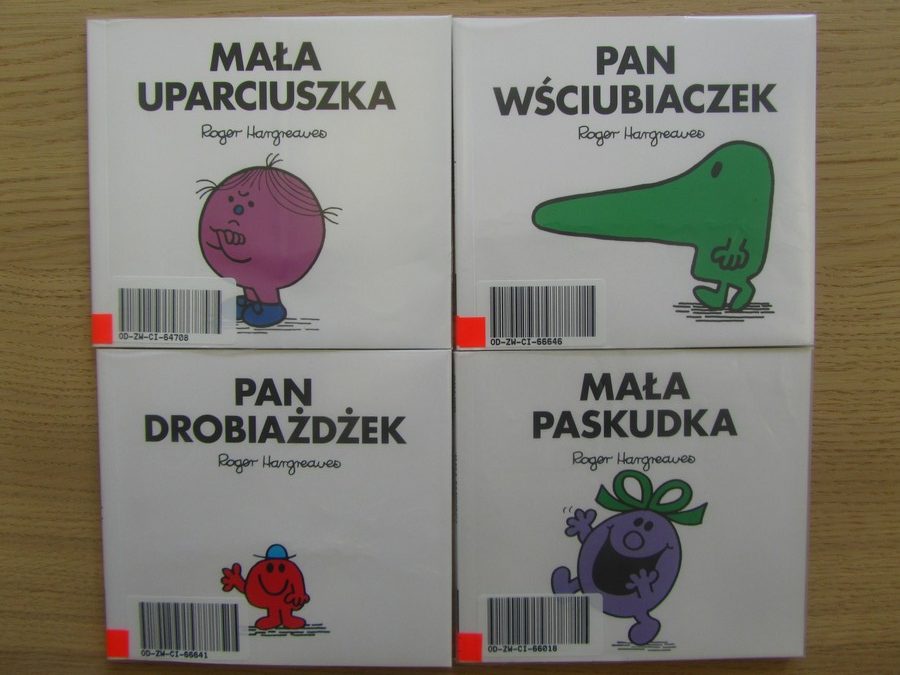 MAŁA
UPARCIUSZKA
Roger Hargreaves
OD-ZW-CI-64708
PAN
WŚCIUBIACZEK
Roger Hargreaves
OD-ZW-CI-66646
PAN
DROBIAŻDŻEK
Roger Hargreaves
OD-ZW-CI-66641
MAŁA
PASKUDKA
Roger Hargreaves
OD-ZW-CI-66018